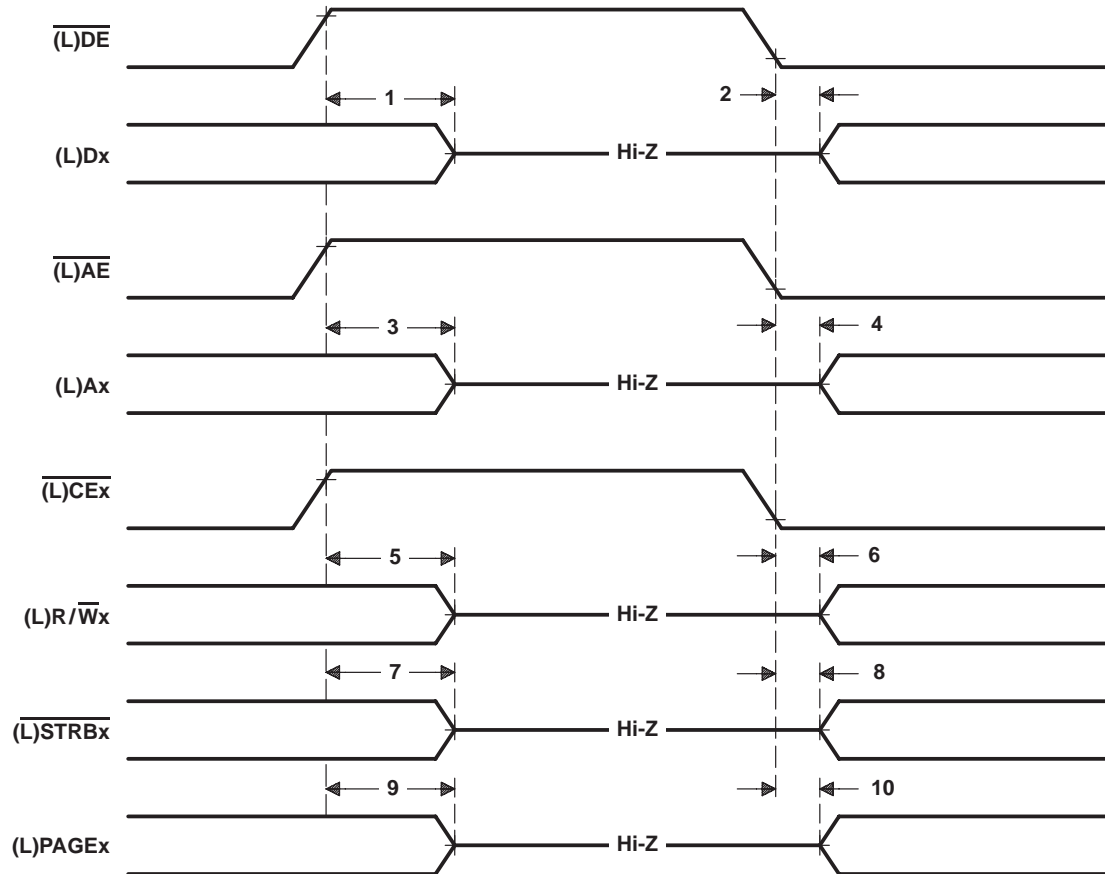 (L)DE
1
2
(L)Dx
Hi-Z
(L)AE
3
4
(L)Ax
Hi-Z
(L)CEx
5
6
(L)R/W̅x
Hi-Z
7
8
(L)STRBx
Hi-Z
9
10
(L)PAGEx
Hi-Z